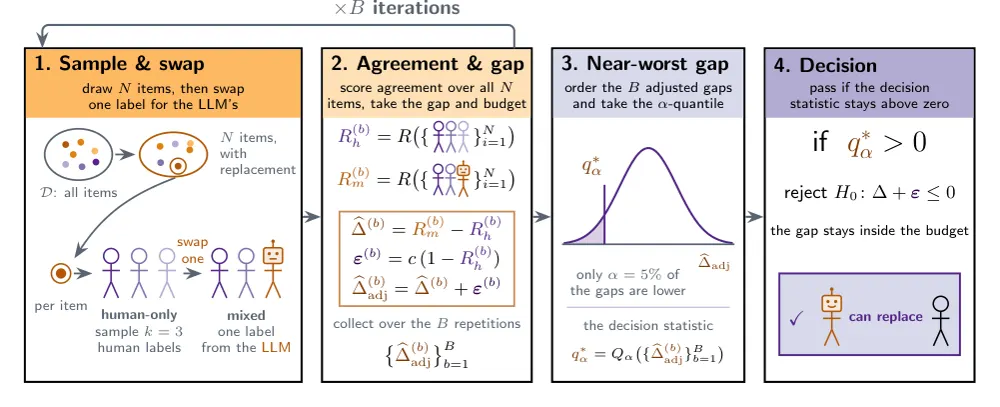 ×B iterations
1. Sample & swap
draw N items, then swap
one label for the LLM's
N items,
with
replacement
𝒟: all items
swap
one
per item
human-only
sample k = 3
human labels
mixed
one label
from the LLM
2. Agreement & gap
score agreement over all N
items, take the gap and budget
R_h^(b) = R({ }_{i=1}^N)
R_m^(b) = R({ }_{i=1}^N)
Δ̂^(b) = R_m^(b) − R_h^(b)
ε^(b) = c (1 − R_h^(b))
Δ̂_adj^(b) = Δ̂^(b) + ε^(b)
collect over the B repetitions
{Δ̂_adj^(b)}_{b=1}^B
3. Near-worst gap
order the B adjusted gaps
and take the α-quantile
q_α^*
Δ̂_adj
only α = 5% of
the gaps are lower
the decision statistic
q_α^* = Q_α({Δ̂_adj^(b)}_{b=1}^B)
4. Decision
pass if the decision
statistic stays above zero
if q_α^* > 0
reject H_0: Δ + ε ≤ 0
the gap stays inside the budget
✓ can replace